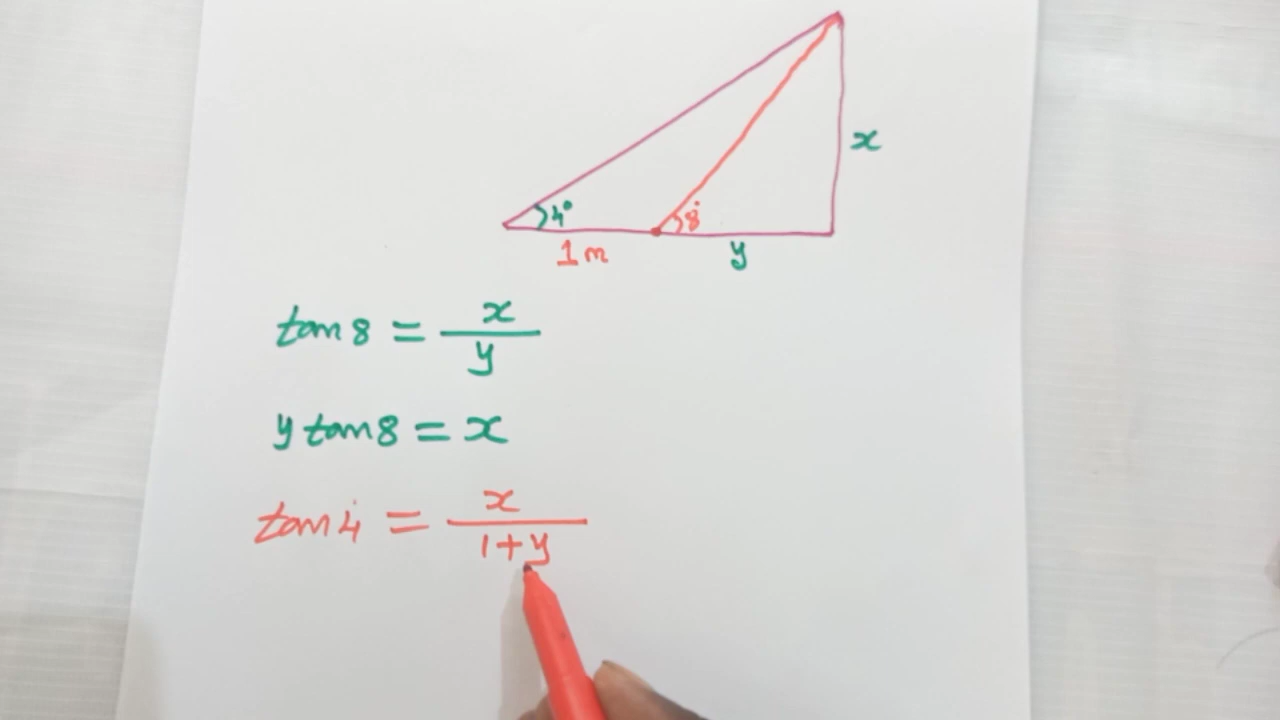 x
4°
8°
1m
y
tan 8 = x / y
y tan 8 = x
tan 4 = x / 1+y